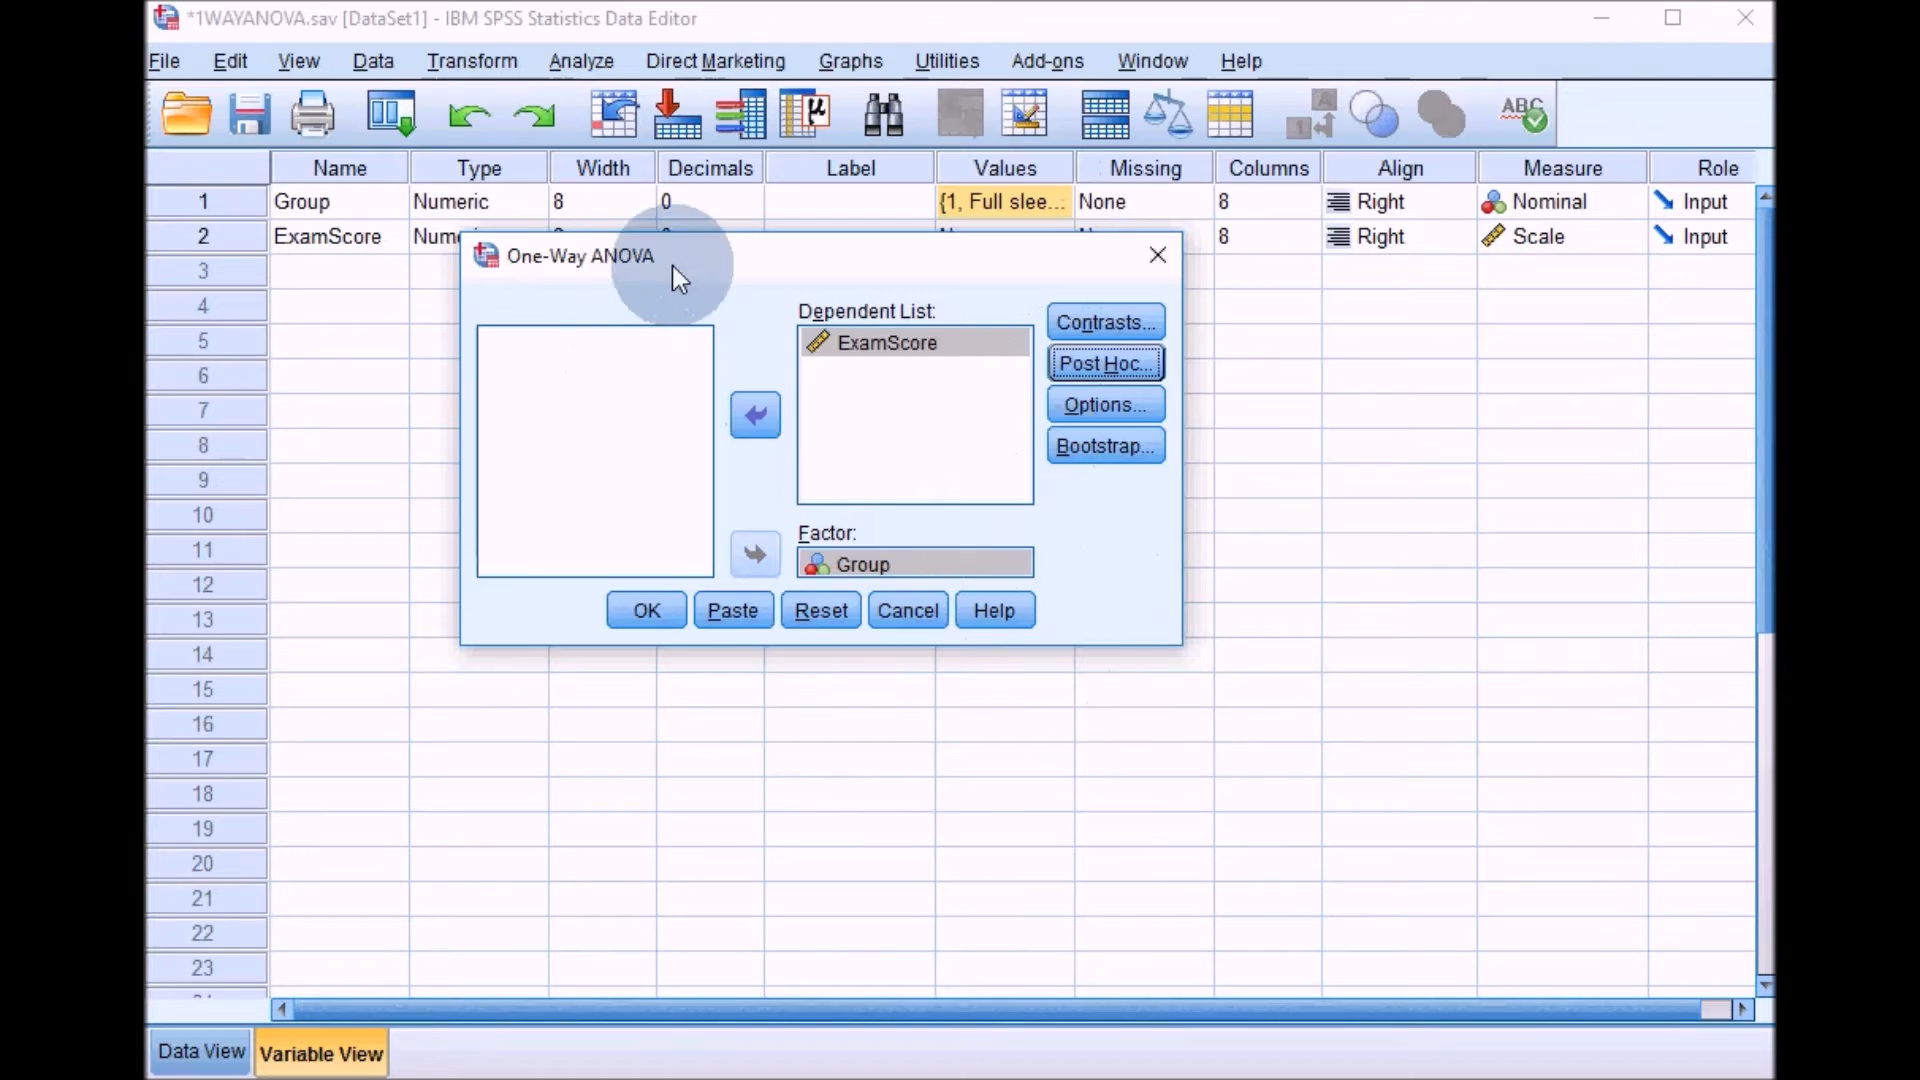 *1WAYANOVA.sav [DataSet1] - IBM SPSS Statistics Data Editor
File Edit View Data Transform Analyze Direct Marketing Graphs Utilities Add-ons Window Help
Name Type Width Decimals Label Values Missing Columns Align Measure Role
1 Group Numeric 8 0 {1, Full slee... None 8 Right Nominal Input
2 ExamScore 8 Right Scale Input
One-Way ANOVA
Dependent List:
ExamScore
Contrasts...
Post Hoc...
Options...
Bootstrap...
Factor:
Group
OK Paste Reset Cancel Help
3
4
5
6
7
8
9
10
11
12
13
14
15
16
17
18
19
20
21
22
23
Data View Variable View